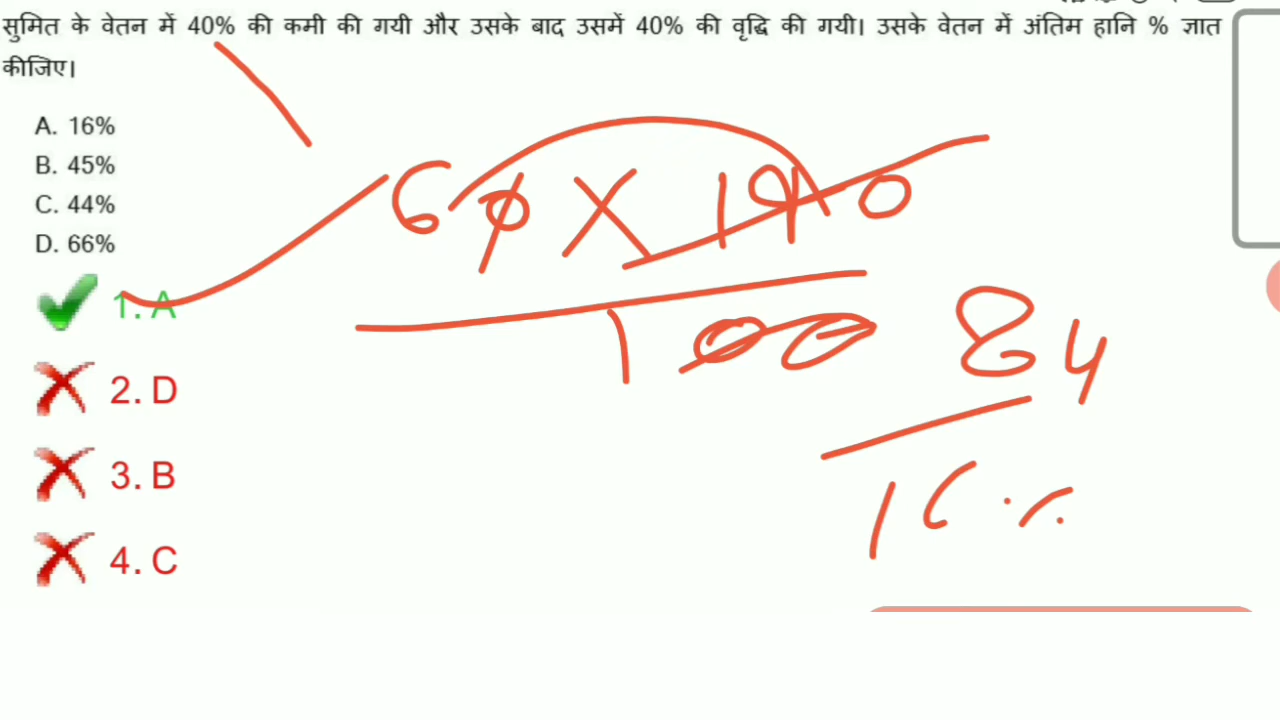 सुमित के वेतन में 40% की कमी की गयी और उसके बाद उसमें 40% की वृद्धि की गयी। उसके वेतन में अंतिम हानि % ज्ञात
कीजिए।
A. 16%
B. 45%
C. 44%
D. 66%
1. A
2. D
3. B
4. C
60 X 140
100
84
16 %